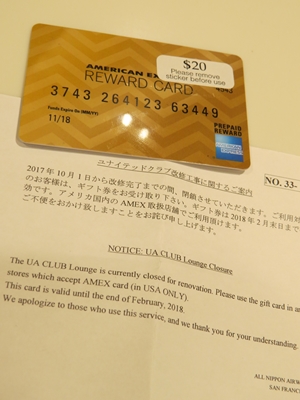 $20
Please remove
sticker before use
AMERICAN EX
REWARD CARD
4943
3743 264123 63449
11/18
PREPAID
REWARD
AMERICAN
EXPRESS
ユナイテッドクラブ改修工事に関するご案内
NO. 33-
2017年10月1日から改修完了までの間、閉鎖させていただきます。ご利用対
のお客様は、ギフト券をお受け取り下さい。ギフト券は2018年2月末まで
効です。アメリカ国内のAMEX取扱店舗でご利用頂けます。
ご不便をおかけ致しますことをお詫び申し上げます。
NOTICE: UA CLUB Lounge Closure
The UA CLUB Lounge is currently closed for renovation. Please use the gift card in a
stores which accept AMEX card (in USA ONLY).
This card is valid until the end of February, 2018.
We apologize to those who use this service, and we thank you for your understanding.
ALL NIPPON AIRW
SAN FRANC